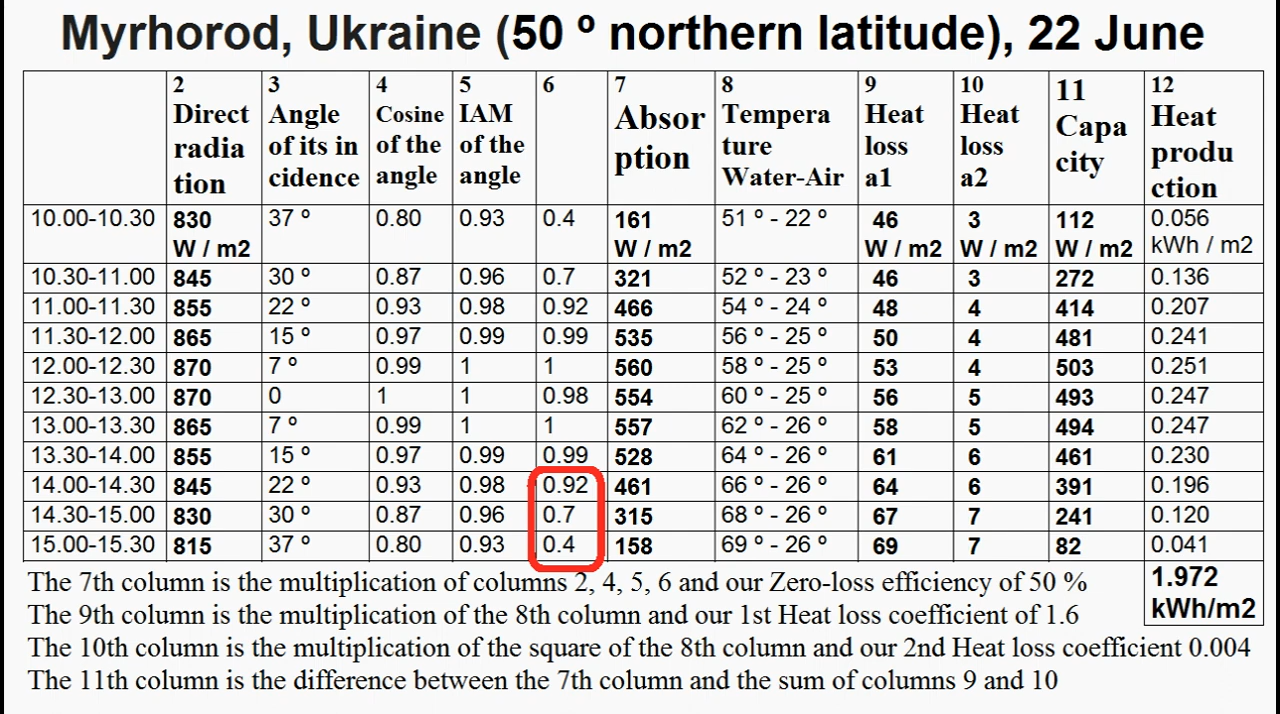 Myrhorod, Ukraine (50 º northern latitude), 22 June
2 Direct radia tion | 3 Angle of its in cidence | 4 Cosine of the angle | 5 IAM of the angle | 6 | 7 Absor ption | 8 Tempera ture Water-Air | 9 Heat loss a1 | 10 Heat loss a2 | 11 Capa city | 12 Heat produ ction
10.00-10.30 | 830 W / m2 | 37 º | 0.80 | 0.93 | 0.4 | 161 W / m2 | 51 º - 22 º | 46 W / m2 | 3 W / m2 | 112 W / m2 | 0.056 kWh / m2
10.30-11.00 | 845 | 30 º | 0.87 | 0.96 | 0.7 | 321 | 52 º - 23 º | 46 | 3 | 272 | 0.136
11.00-11.30 | 855 | 22 º | 0.93 | 0.98 | 0.92 | 466 | 54 º - 24 º | 48 | 4 | 414 | 0.207
11.30-12.00 | 865 | 15 º | 0.97 | 0.99 | 0.99 | 535 | 56 º - 25 º | 50 | 4 | 481 | 0.241
12.00-12.30 | 870 | 7 º | 0.99 | 1 | 1 | 560 | 58 º - 25 º | 53 | 4 | 503 | 0.251
12.30-13.00 | 870 | 0 | 1 | 1 | 0.98 | 554 | 60 º - 25 º | 56 | 5 | 493 | 0.247
13.00-13.30 | 865 | 7 º | 0.99 | 1 | 1 | 557 | 62 º - 26 º | 58 | 5 | 494 | 0.247
13.30-14.00 | 855 | 15 º | 0.97 | 0.99 | 0.99 | 528 | 64 º - 26 º | 61 | 6 | 461 | 0.230
14.00-14.30 | 845 | 22 º | 0.93 | 0.98 | 0.92 | 461 | 66 º - 26 º | 64 | 6 | 391 | 0.196
14.30-15.00 | 830 | 30 º | 0.87 | 0.96 | 0.7 | 315 | 68 º - 26 º | 67 | 7 | 241 | 0.120
15.00-15.30 | 815 | 37 º | 0.80 | 0.93 | 0.4 | 158 | 69 º - 26 º | 69 | 7 | 82 | 0.041
1.972 kWh/m2
The 7th column is the multiplication of columns 2, 4, 5, 6 and our Zero-loss efficiency of 50 %
The 9th column is the multiplication of the 8th column and our 1st Heat loss coefficient of 1.6
The 10th column is the multiplication of the square of the 8th column and our 2nd Heat loss coefficient 0.004
The 11th column is the difference between the 7th column and the sum of columns 9 and 10